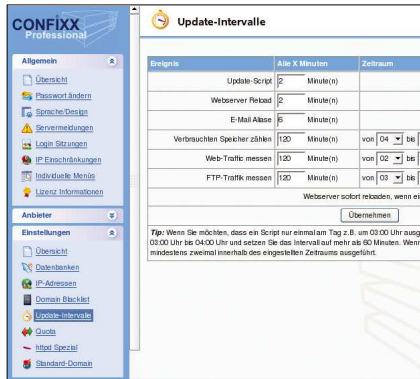 CONFIXX
Professional
Allgemein
Übersicht
Passwort ändern
Sprache/Design
Servermeldungen
Login Sitzungen
IP Einschränkungen
Individuelle Menüs
Lizenz Informationen
Anbieter
Einstellungen
Übersicht
Datenbanken
IP-Adressen
Domain Blacklist
Update-Intervalle
Quota
httpd Spezial
Standard-Domain
Update-Intervalle
Ereignis Alle X Minuten Zeitraum
Update-Script 2 Minute(n)
Webserver Reload 2 Minute(n)
E-Mail Aliase 6 Minute(n)
Verbrauchten Speicher zählen 120 Minute(n) von 04 bis
Web-Traffic messen 120 Minute(n) von 02 bis
FTP-Traffik messen 120 Minute(n) von 03 bis
Webserver sofort reloaden, wenn ei
Übernehmen
Tip: Wenn Sie möchten, dass ein Script nur einmal am Tag z.B. um 03:00 Uhr ausg
03:00 Uhr bis 04:00 Uhr und setzen Sie das Intervall auf mehr als 60 Minuten. Wenn
mindestens zweimal innerhalb des eingestellten Zeitraums ausgeführt.